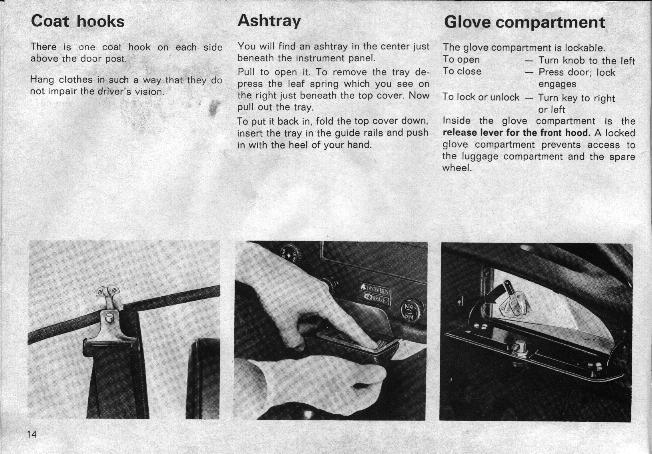 Coat hooks
There is one coat hook on each side
above the door post.
Hang clothes in such a way that they do
not impair the driver's vision.
Ashtray
You will find an ashtray in the center just
beneath the instrument panel.
Pull to open it. To remove the tray de-
press the leaf spring which you see on
the right just beneath the top cover. Now
pull out the tray.
To put it back in, fold the top cover down,
insert the tray in the guide rails and push
in with the heel of your hand.
Glove compartment
The glove compartment is lockable.
To open — Turn knob to the left
To close — Press door; lock
engages
To lock or unlock — Turn key to right
or left
Inside the glove compartment is the
release lever for the front hood. A locked
glove compartment prevents access to
the luggage compartment and the spare
wheel.
14